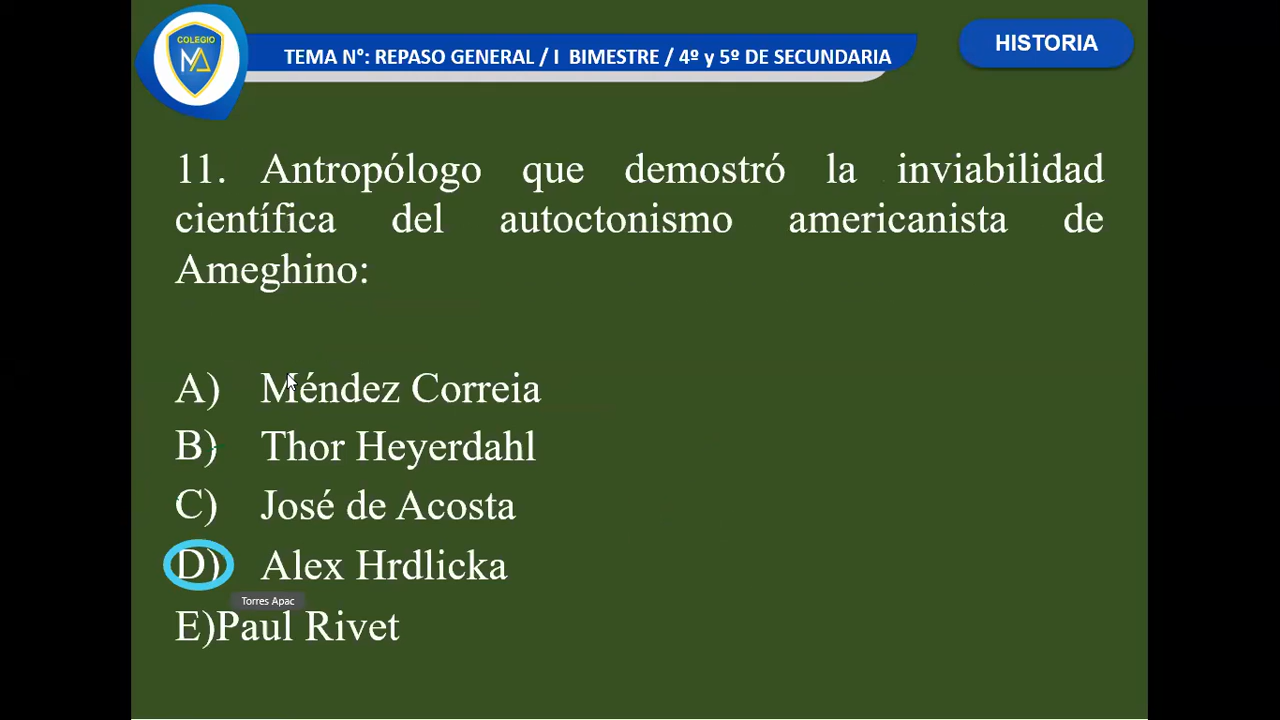 COLEGIO
MA
TEMA N°: REPASO GENERAL / I BIMESTRE / 4º y 5º DE SECUNDARIA
HISTORIA
11. Antropólogo que demostró la inviabilidad
científica del autoctonismo americanista de
Ameghino:
A) Méndez Correia
B) Thor Heyerdahl
C) José de Acosta
D) Alex Hrdlicka
Torres Apac
E)Paul Rivet